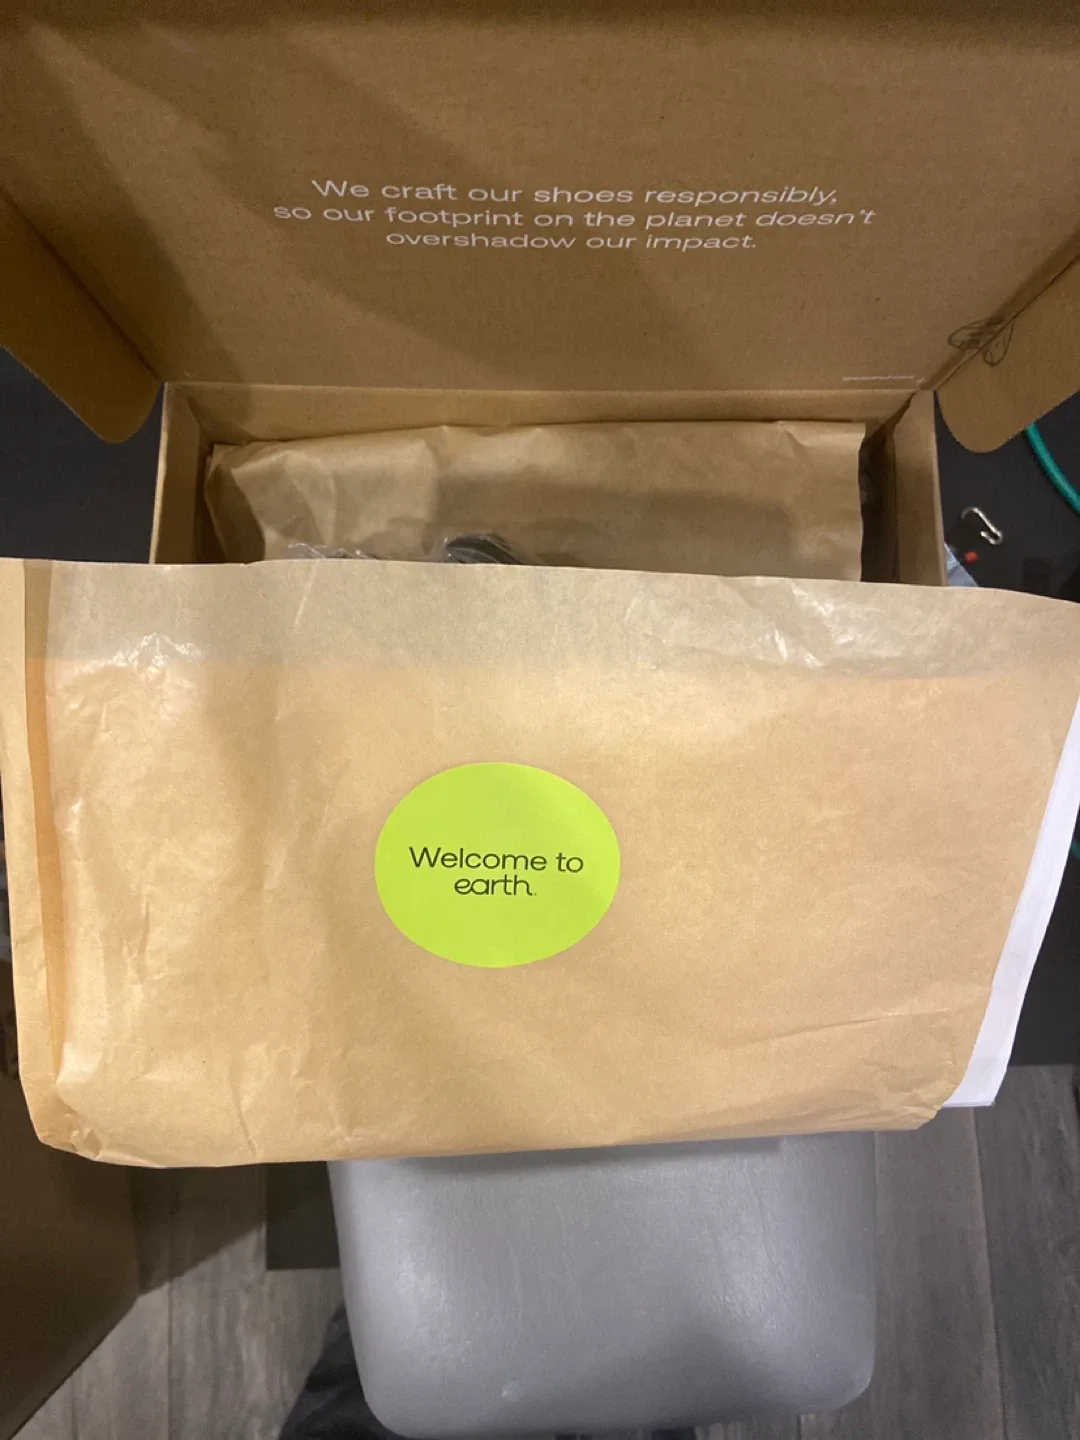 We craft our shoes responsibly,
so our footprint on the planet doesn't
overshadow our impact.
Welcome to
earth.